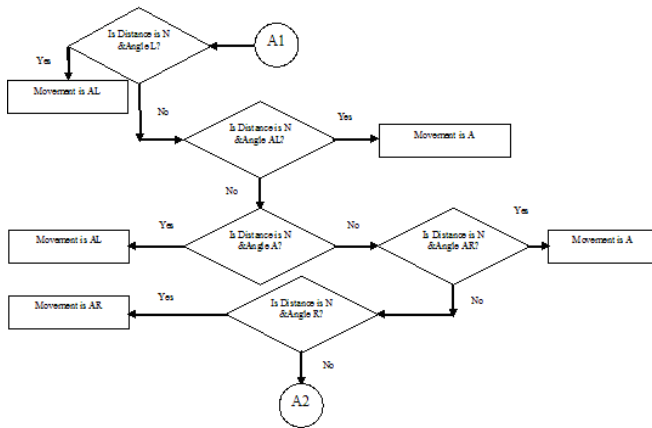 Is Distance is N
&Angle L?
A1
Yes
Movement is AL
No
Is Distance is N
&Angle AL?
Yes
Movement is A
No
Yes
Is Distance is N
&Angle A?
No
Is Distance is N
&Angle AR?
Yes
Movement is AL
Movement is A
Movement is AR
Yes
Is Distance is N
&Angle R?
No
No
A2